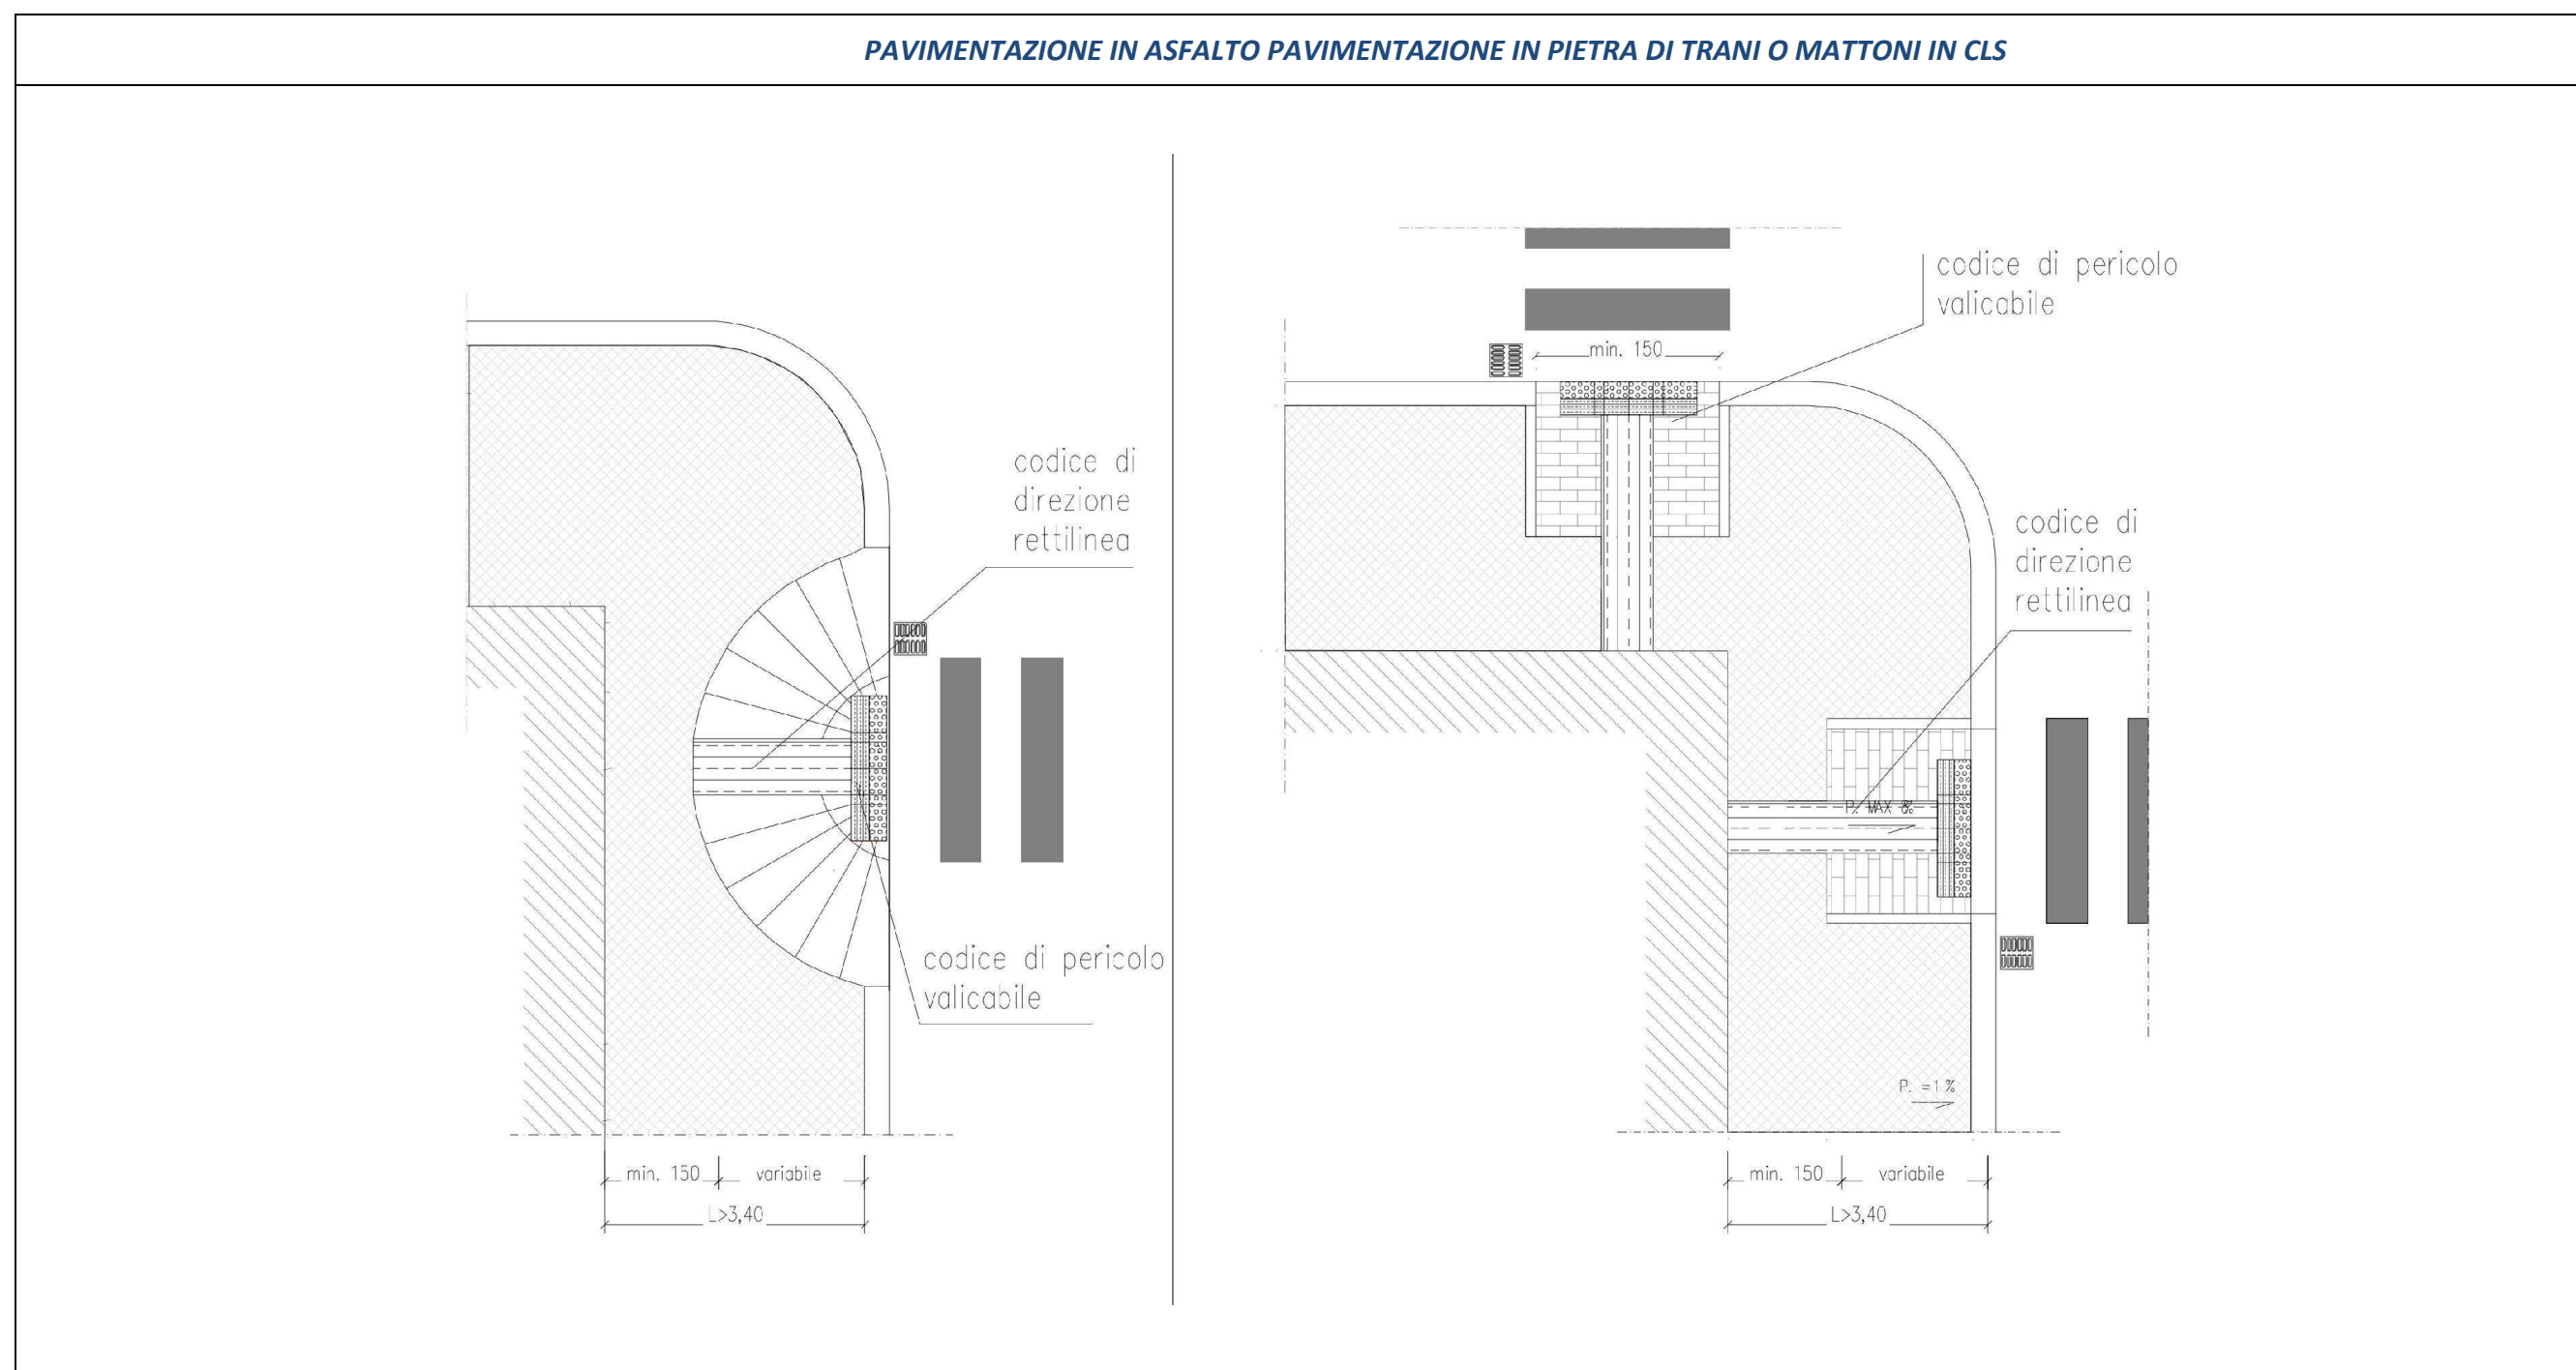 PAVIMENTAZIONE IN ASFALTO PAVIMENTAZIONE IN PIETRA DI TRANI O MATTONI IN CLS
codice di
direzione
rettilinea
codice di pericolo
valicabile
min. 150
variabile
L>3,40
codice di pericolo
valicabile
min. 150
codice di
direzione
rettilinea
P. MAX 8%
P. =1%
min. 150
variabile
L>3,40